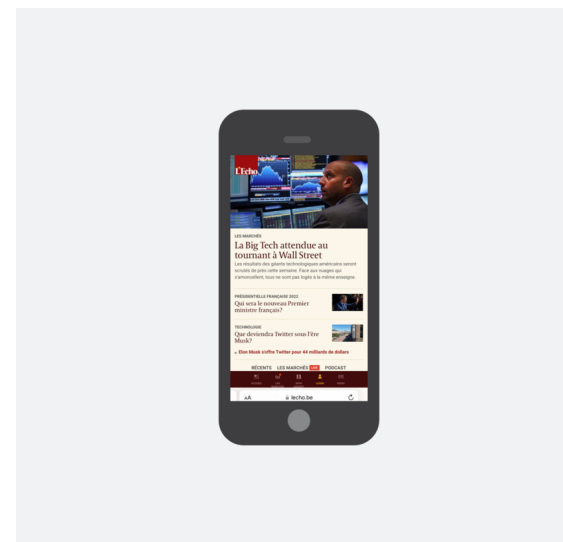 L'Echo
LES MARCHÉS
La Big Tech attendue au
tournant à Wall Street
Les résultats des géants technologiques américains seront
scrutés de près cette semaine. Face aux nuages qui
s'amoncellent, tous ne sont pas logés à la même enseigne
PRÉSIDENTIELLE FRANÇAISE 2022
Qui sera le nouveau Premier
ministre français?
TECHNOLOGIE
Que deviendra Twitter sous l'ère
Musk?
Elon Musk s'offre Twitter pour 44 milliards de dollars
RÉCENTS LES MARCHÉS LIVE PODCAST
AA lecho.be